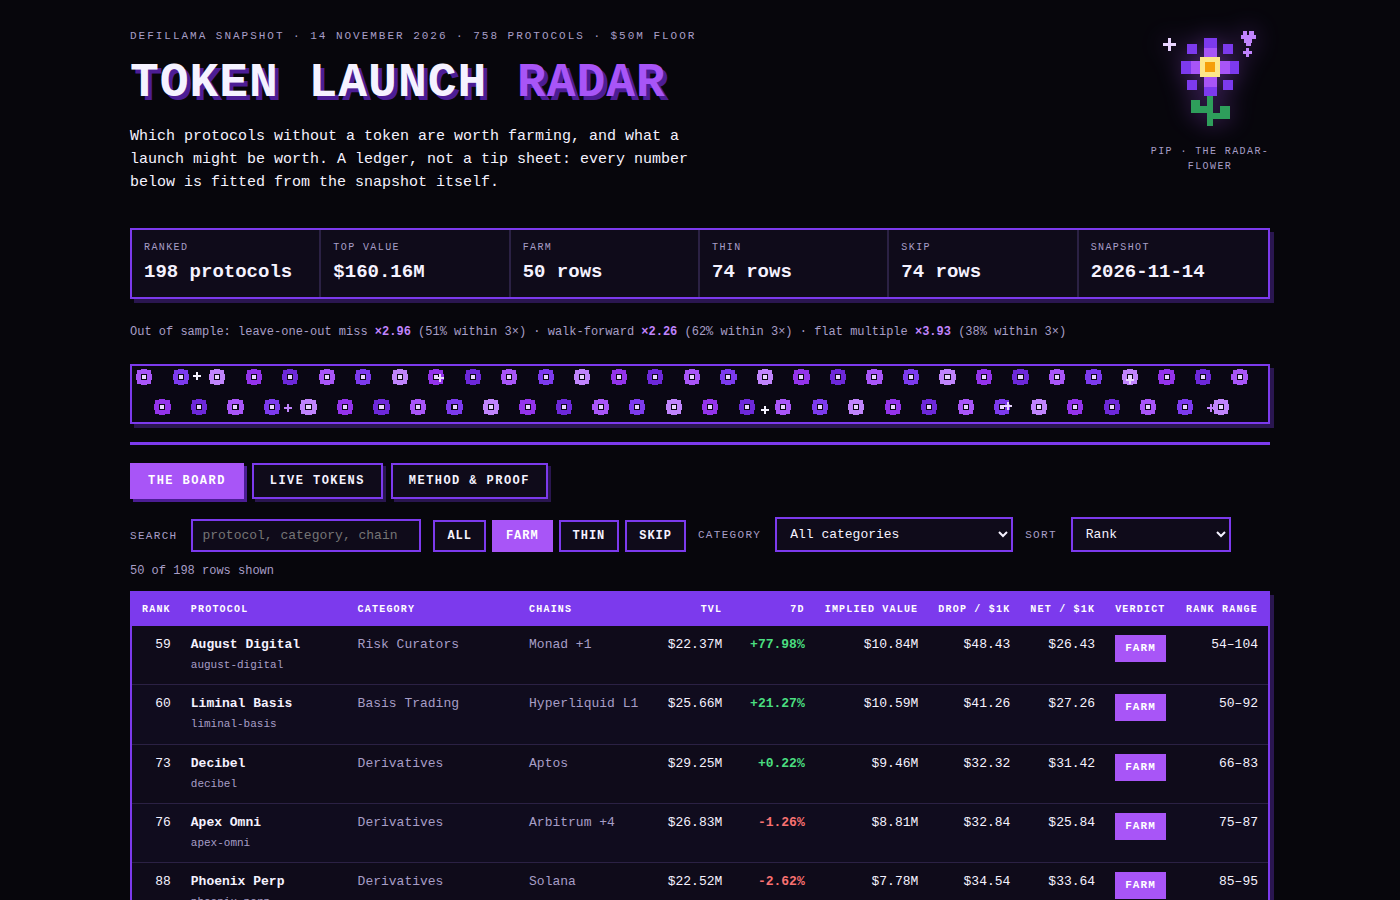 DEFILLAMA SNAPSHOT · 14 NOVEMBER 2026 · 758 PROTOCOLS · $50M FLOOR
TOKEN LAUNCH RADAR
Which protocols without a token are worth farming, and what a
launch might be worth. A ledger, not a tip sheet: every number
below is fitted from the snapshot itself.
PIP · THE RADAR-
FLOWER
RANKED TOP VALUE FARM THIN SKIP SNAPSHOT
198 protocols $160.16M 50 rows 74 rows 74 rows 2026-11-14
Out of sample: leave-one-out miss ×2.96 (51% within 3×) · walk-forward ×2.26 (62% within 3×) · flat multiple ×3.93 (38% within 3×)
THE BOARD LIVE TOKENS METHOD & PROOF
SEARCH protocol, category, chain ALL FARM THIN SKIP CATEGORY All categories SORT Rank
50 of 198 rows shown
RANK PROTOCOL CATEGORY CHAINS TVL 7D IMPLIED VALUE DROP / $1K NET / $1K VERDICT RANK RANGE
59 August Digital Risk Curators Monad +1 $22.37M +77.98% $10.84M $48.43 $26.43 FARM 54–104
august-digital
60 Liminal Basis Basis Trading Hyperliquid L1 $25.66M +21.27% $10.59M $41.26 $27.26 FARM 50–92
liminal-basis
73 Decibel Derivatives Aptos $29.25M +0.22% $9.46M $32.32 $31.42 FARM 66–83
decibel
76 Apex Omni Derivatives Arbitrum +4 $26.83M -1.26% $8.81M $32.84 $25.84 FARM 75–87
apex-omni
88 Phoenix Perp Derivatives Solana $22.52M -2.62% $7.78M $34.54 $33.64 FARM 85–95